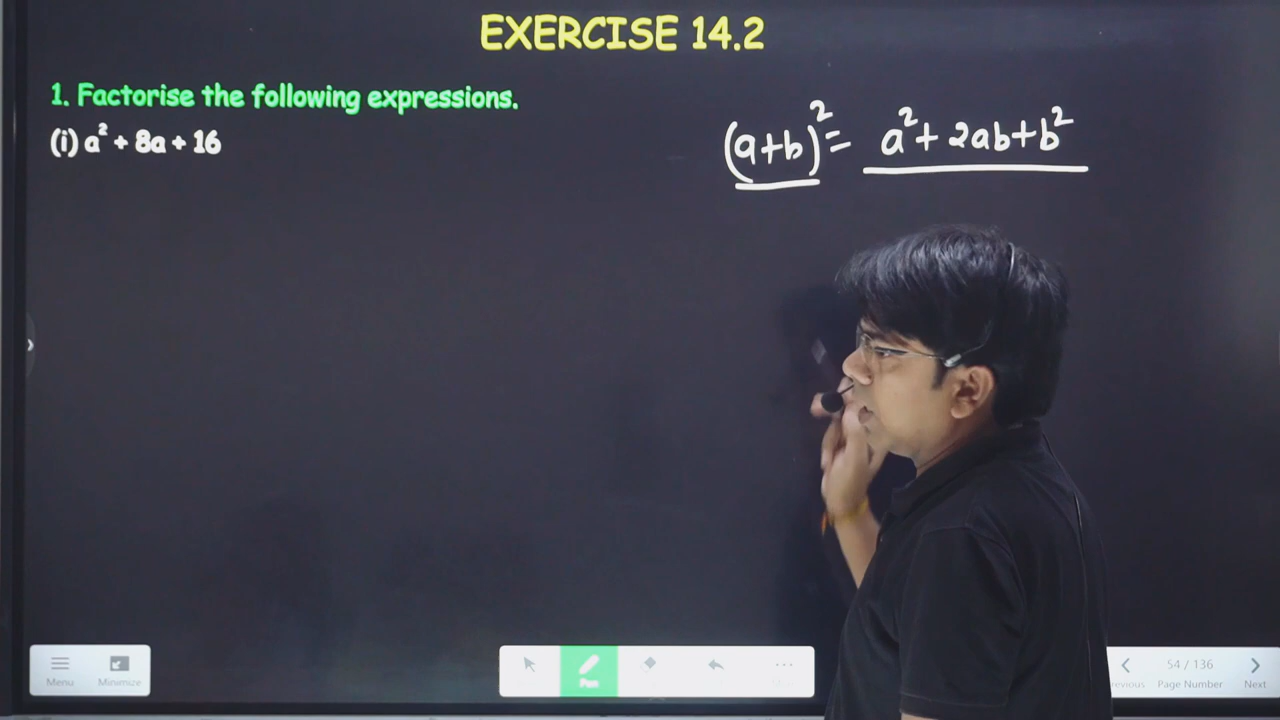 EXERCISE 14.2
1. Factorise the following expressions.
(i) a² + 8a + 16
(a+b)² = a² + 2ab + b²
Menu
Minimize
Pen
54 / 136
Page Number
Next